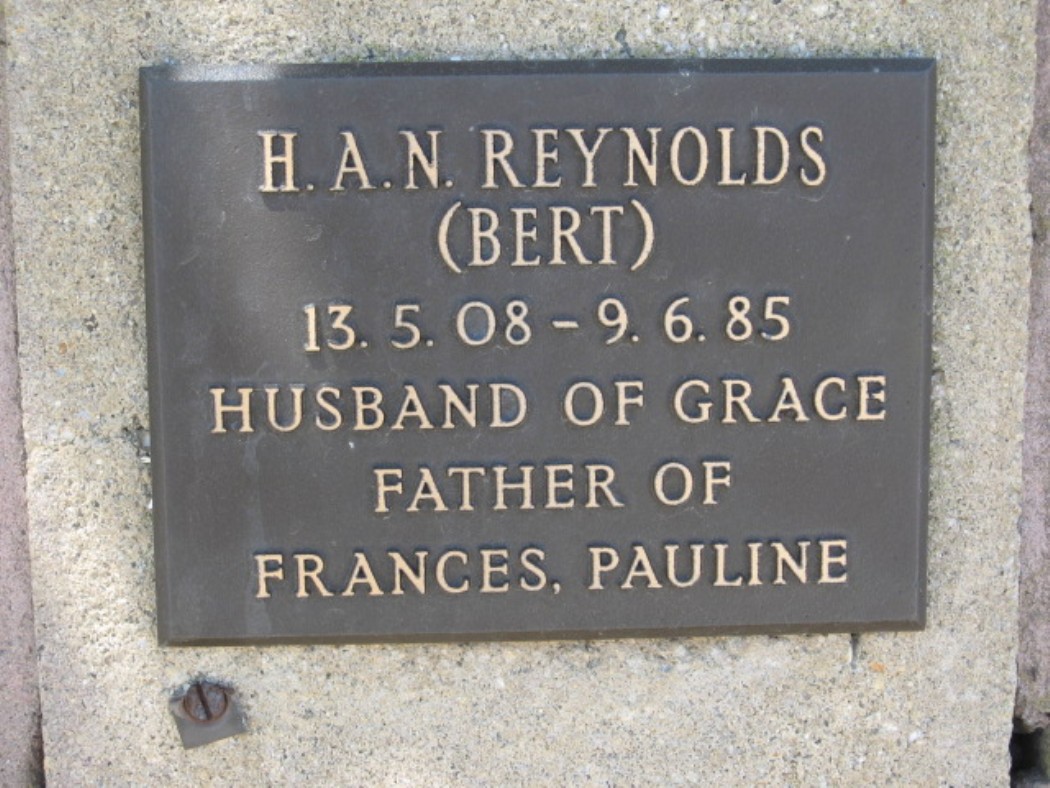 H.A.N. REYNOLDS
(BERT)
13. 5. 08 - 9. 6. 85
HUSBAND OF GRACE
FATHER OF
FRANCES, PAULINE